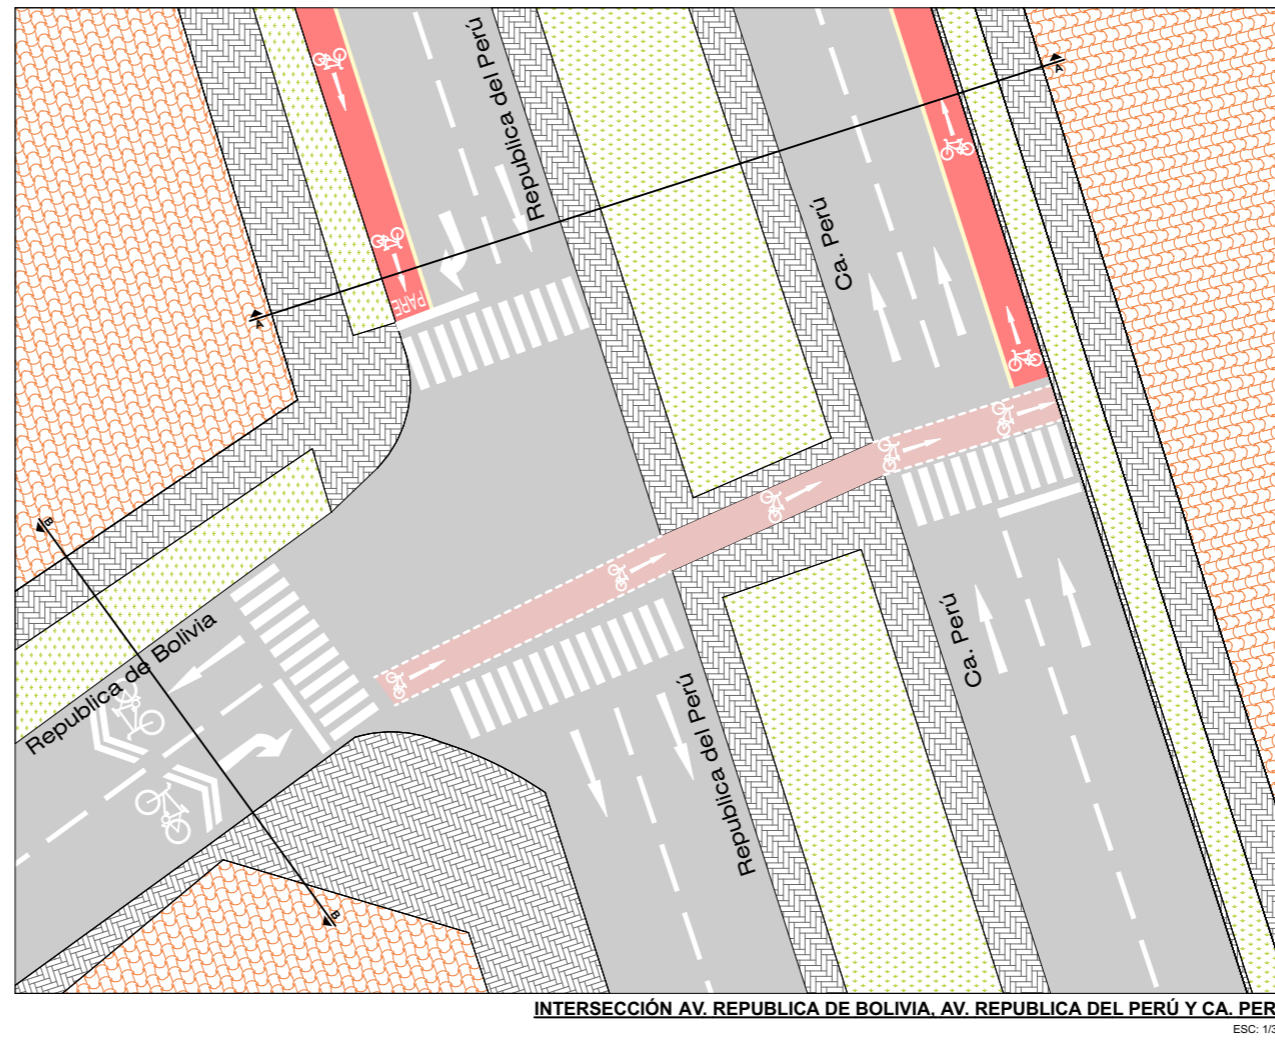 Republica del Perú
Ca. Perú
A
PARE
A
B
Republica de Bolivia
Ca. Perú
Republica del Perú
B
INTERSECCIÓN AV. REPUBLICA DE BOLIVIA, AV. REPUBLICA DEL PERÚ Y CA. PER
ESC: 1/3